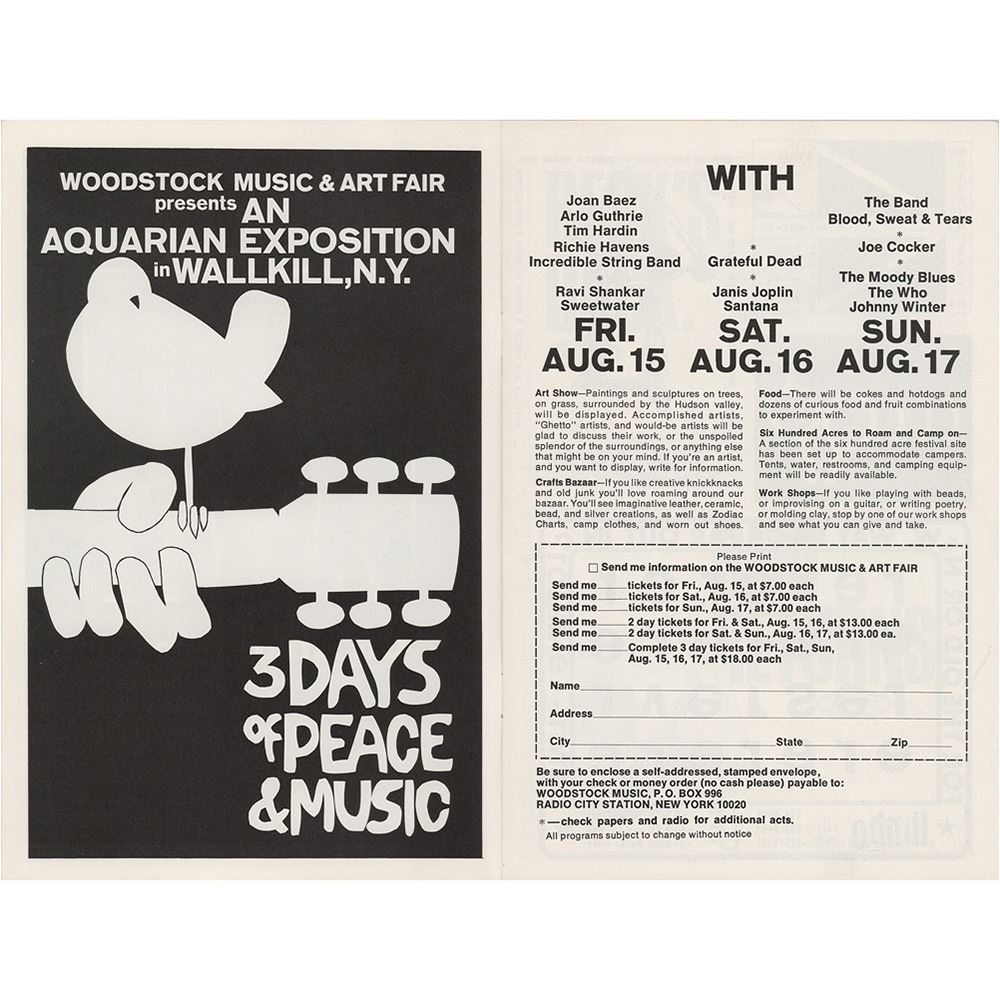 WOODSTOCK MUSIC & ART FAIR
presents AN
AQUARIAN EXPOSITION
in WALLKILL, N.Y.
3 DAYS
of PEACE
& MUSIC
WITH
Joan Baez
Arlo Guthrie
Tim Hardin
Richie Havens
Incredible String Band
*
Ravi Shankar
Sweetwater
FRI.
AUG. 15
*
Grateful Dead
*
Janis Joplin
Santana
SAT.
AUG. 16
The Band
Blood, Sweat & Tears
*
Joe Cocker
*
The Moody Blues
The Who
Johnny Winter
SUN.
AUG. 17
Art Show—Paintings and sculptures on trees,
on grass, surrounded by the Hudson valley,
will be displayed. Accomplished artists,
“Ghetto” artists, and would-be artists will be
glad to discuss their work, or the unspoiled
splendor of the surroundings, or anything else
that might be on your mind. If you're an artist,
and you want to display, write for information.
Crafts Bazaar—If you like creative knickknacks
and old junk you'll love roaming around our
bazaar. You'll see imaginative leather, ceramic,
bead, and silver creations, as well as Zodiac
Charts, camp clothes, and worn out shoes.
Food—There will be cokes and hotdogs and
dozens of curious food and fruit combinations
to experiment with.
Six Hundred Acres to Roam and Camp on—
A section of the six hundred acre festival site
has been set up to accommodate campers.
Tents, water, restrooms, and camping equip-
ment will be readily available.
Work Shops—If you like playing with beads,
or improvising on a guitar, or writing poetry,
or molding clay, stop by one of our work shops
and see what you can give and take.
Please Print
☐ Send me information on the WOODSTOCK MUSIC & ART FAIR
Send me____tickets for Fri., Aug. 15, at $7.00 each
Send me____tickets for Sat., Aug. 16, at $7.00 each
Send me____tickets for Sun., Aug. 17, at $7.00 each
Send me____2 day tickets for Fri. & Sat., Aug. 15, 16, at $13.00 each
Send me____2 day tickets for Sat. & Sun., Aug. 16, 17, at $13.00 ea.
Send me____Complete 3 day tickets for Fri., Sat., Sun,
Aug. 15, 16, 17, at $18.00 each
Name____
Address____
City____State____Zip____
Be sure to enclose a self-addressed, stamped envelope,
with your check or money order (no cash please) payable to:
WOODSTOCK MUSIC, P. O. BOX 996
RADIO CITY STATION, NEW YORK 10020
*—check papers and radio for additional acts.
All programs subject to change without notice